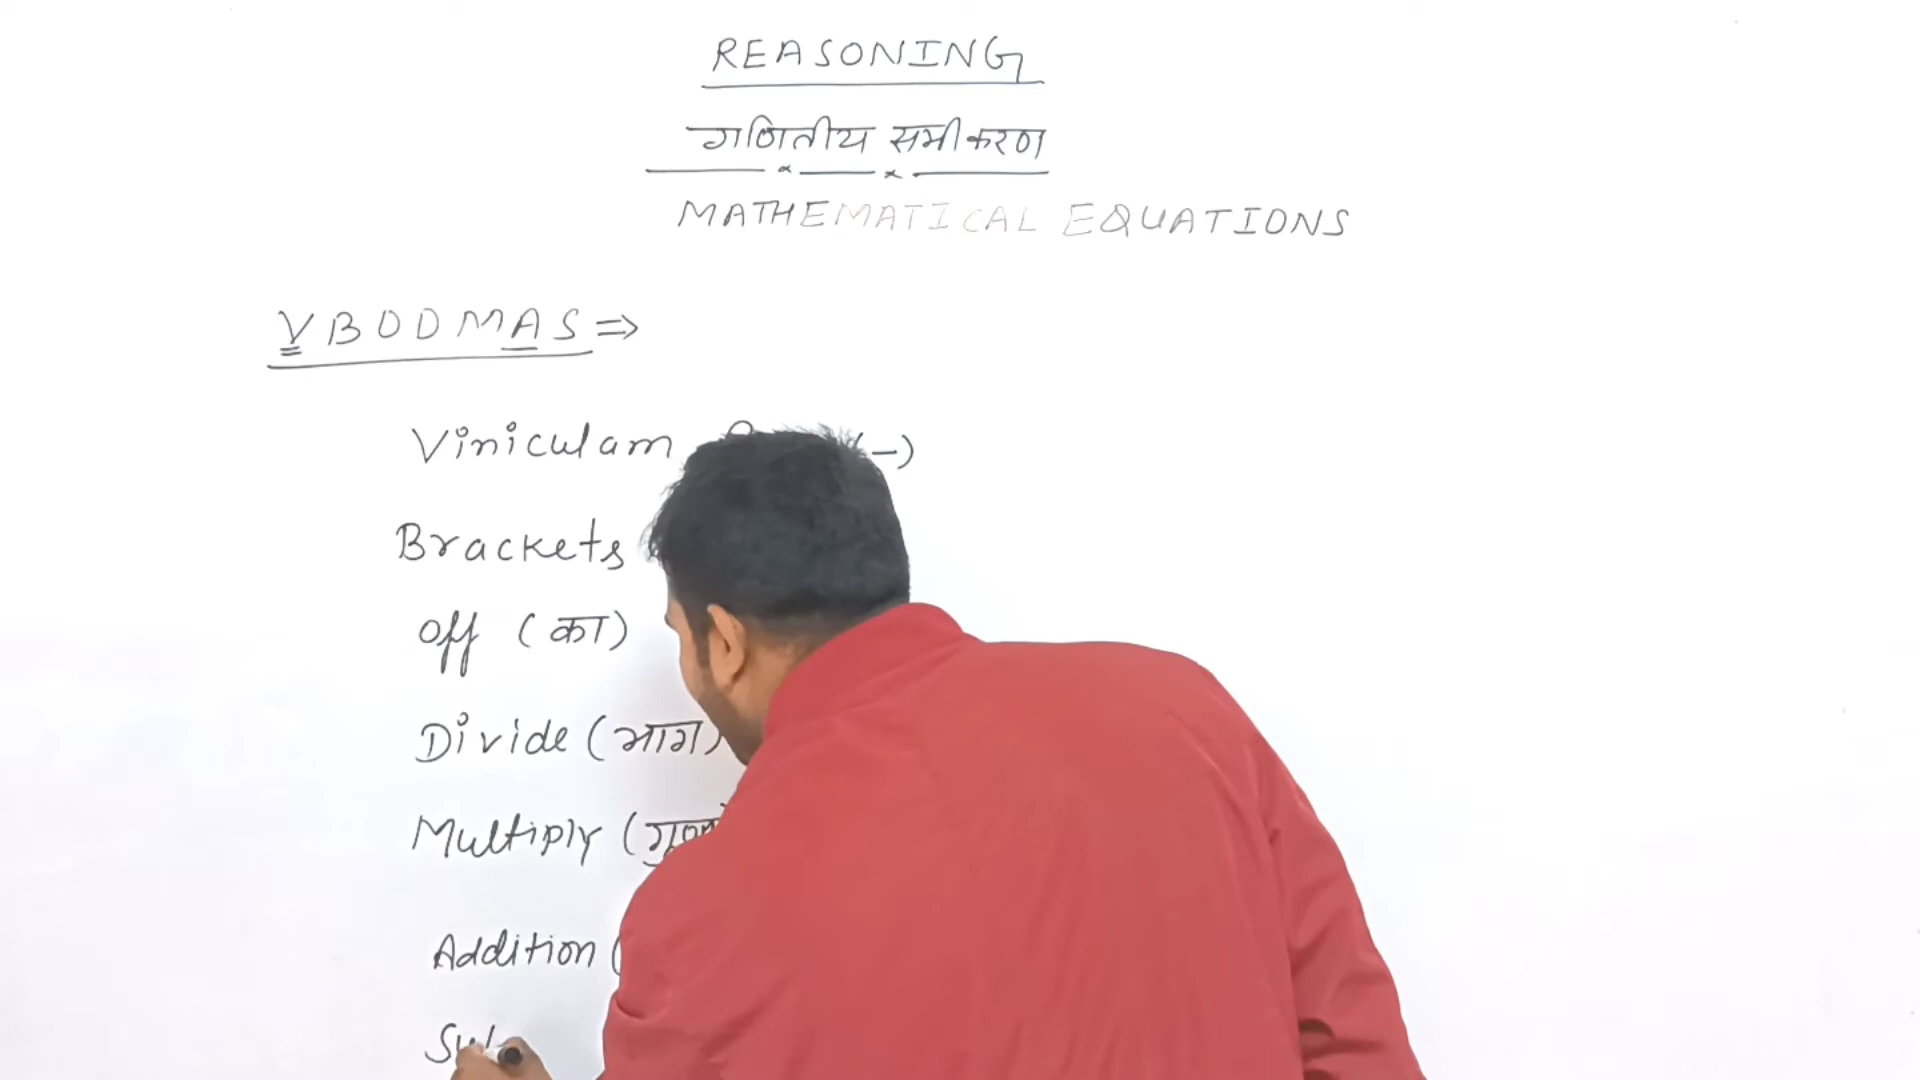 REASONING
गणितीय समीकरण
MATHEMATICAL EQUATIONS
VBODMAS ⇒
Viniculam (–)
Brackets
off (का)
Divide (भाग)
Multiply (
Addition (